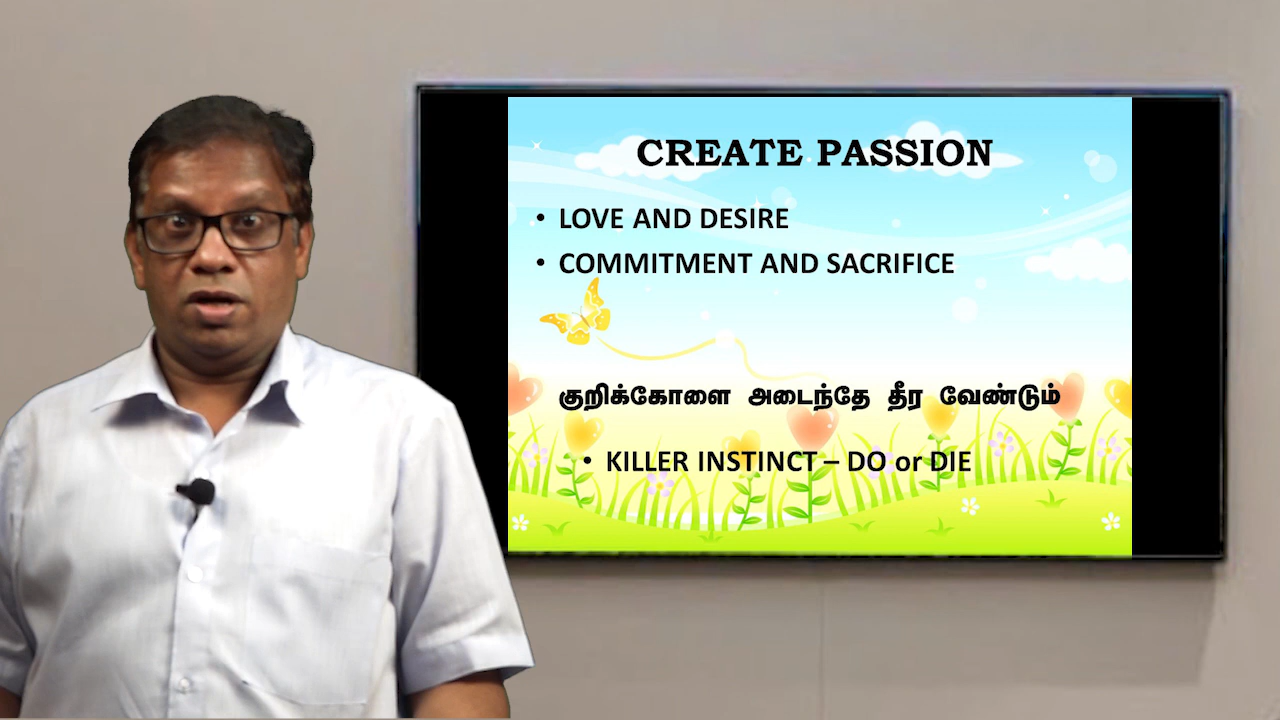 CREATE PASSION
• LOVE AND DESIRE
• COMMITMENT AND SACRIFICE
குறிக்கோளை அடைந்தே தீர வேண்டும்
• KILLER INSTINCT – DO or DIE